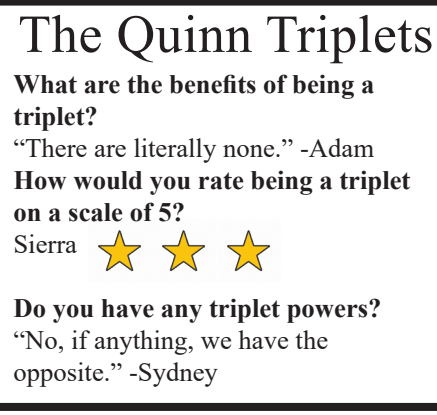 The Quinn Triplets
What are the benefits of being a
triplet?
“There are literally none.” -Adam
How would you rate being a triplet
on a scale of 5?
Sierra
Do you have any triplet powers?
“No, if anything, we have the
opposite.” -Sydney